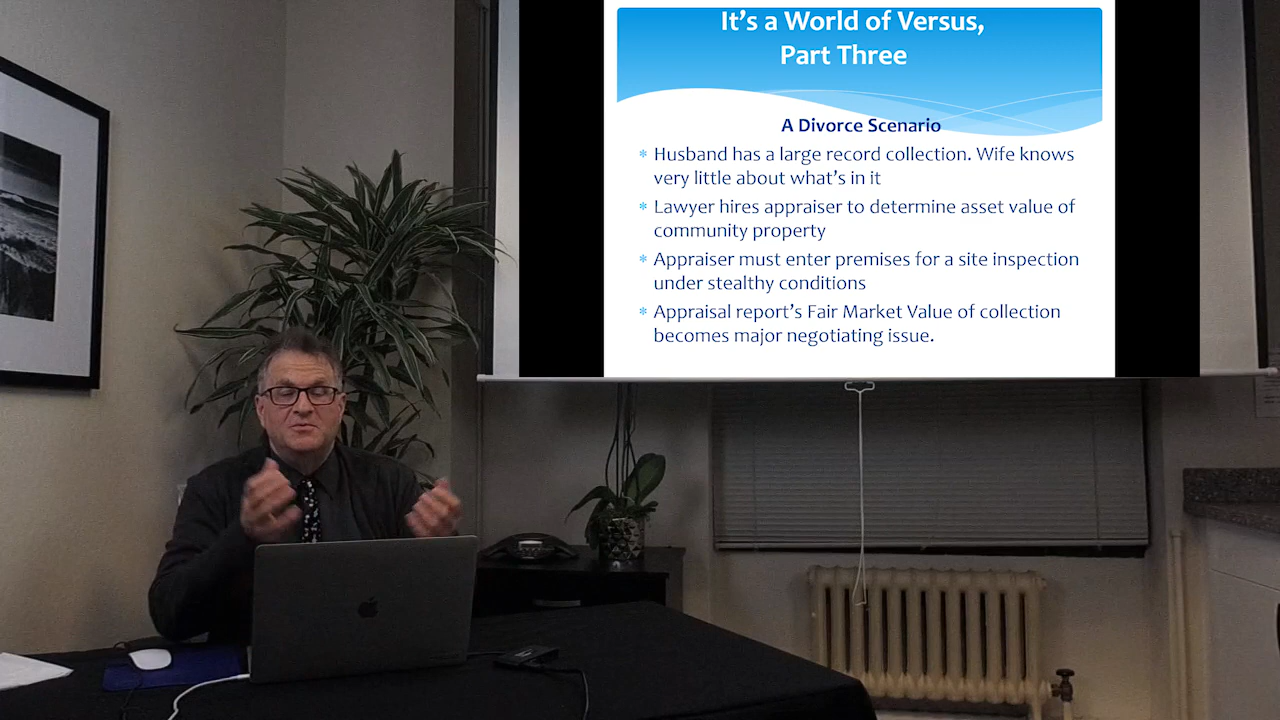 It's a World of Versus,
Part Three
A Divorce Scenario
* Husband has a large record collection. Wife knows
very little about what's in it
* Lawyer hires appraiser to determine asset value of
community property
* Appraiser must enter premises for a site inspection
under stealthy conditions
* Appraisal report's Fair Market Value of collection
becomes major negotiating issue.